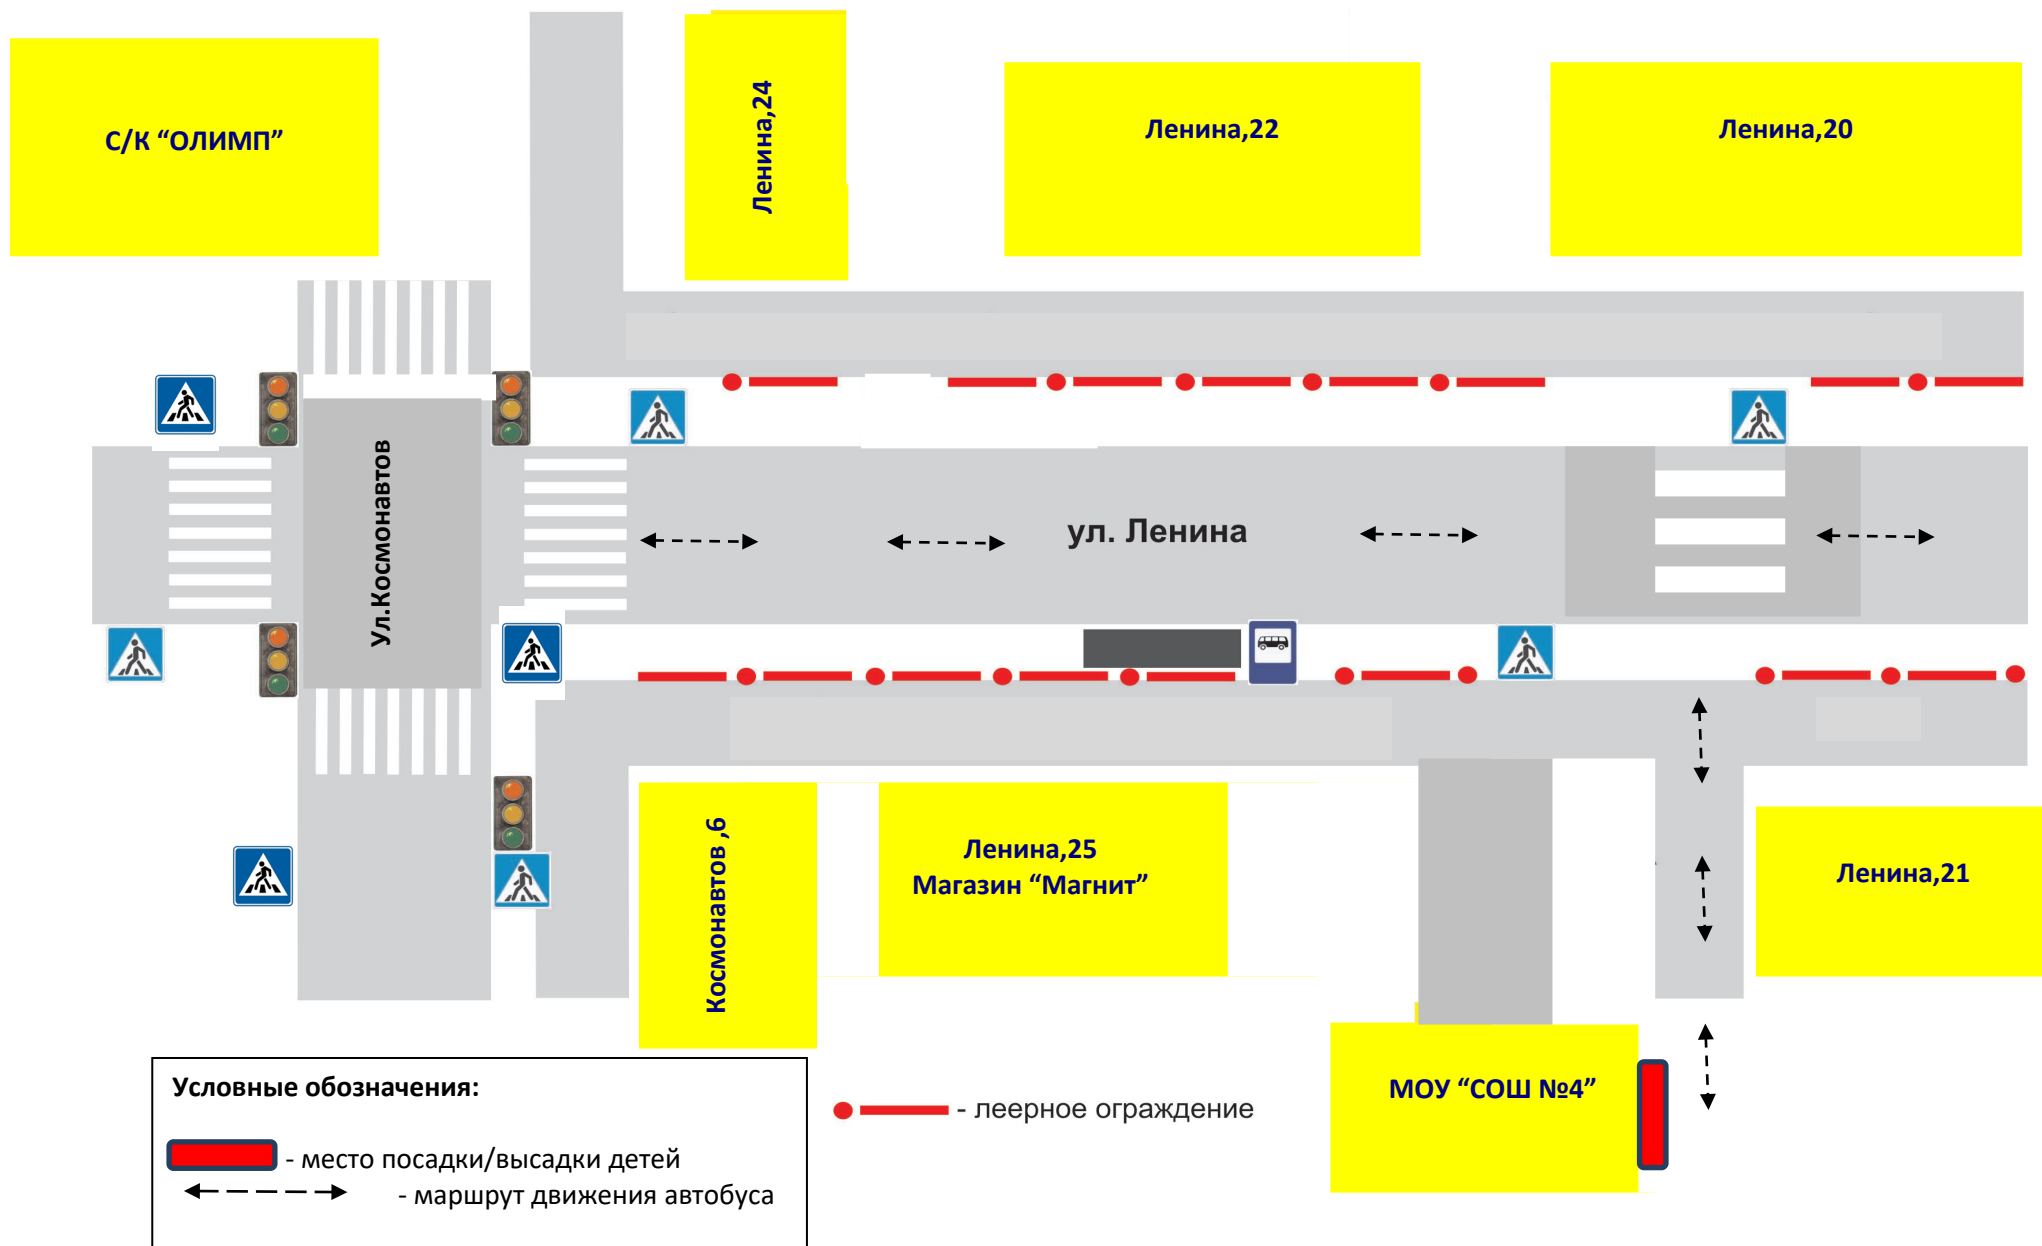 С/К “ОЛИМП”
Ленина,24
Ленина,22
Ленина,20
Ул.Космонавтов
ул. Ленина
Космонавтов ,6
Ленина,25
Магазин “Магнит”
Ленина,21
МОУ “СОШ №4”
Условные обозначения:
- место посадки/высадки детей
- маршрут движения автобуса
- леерное ограждение